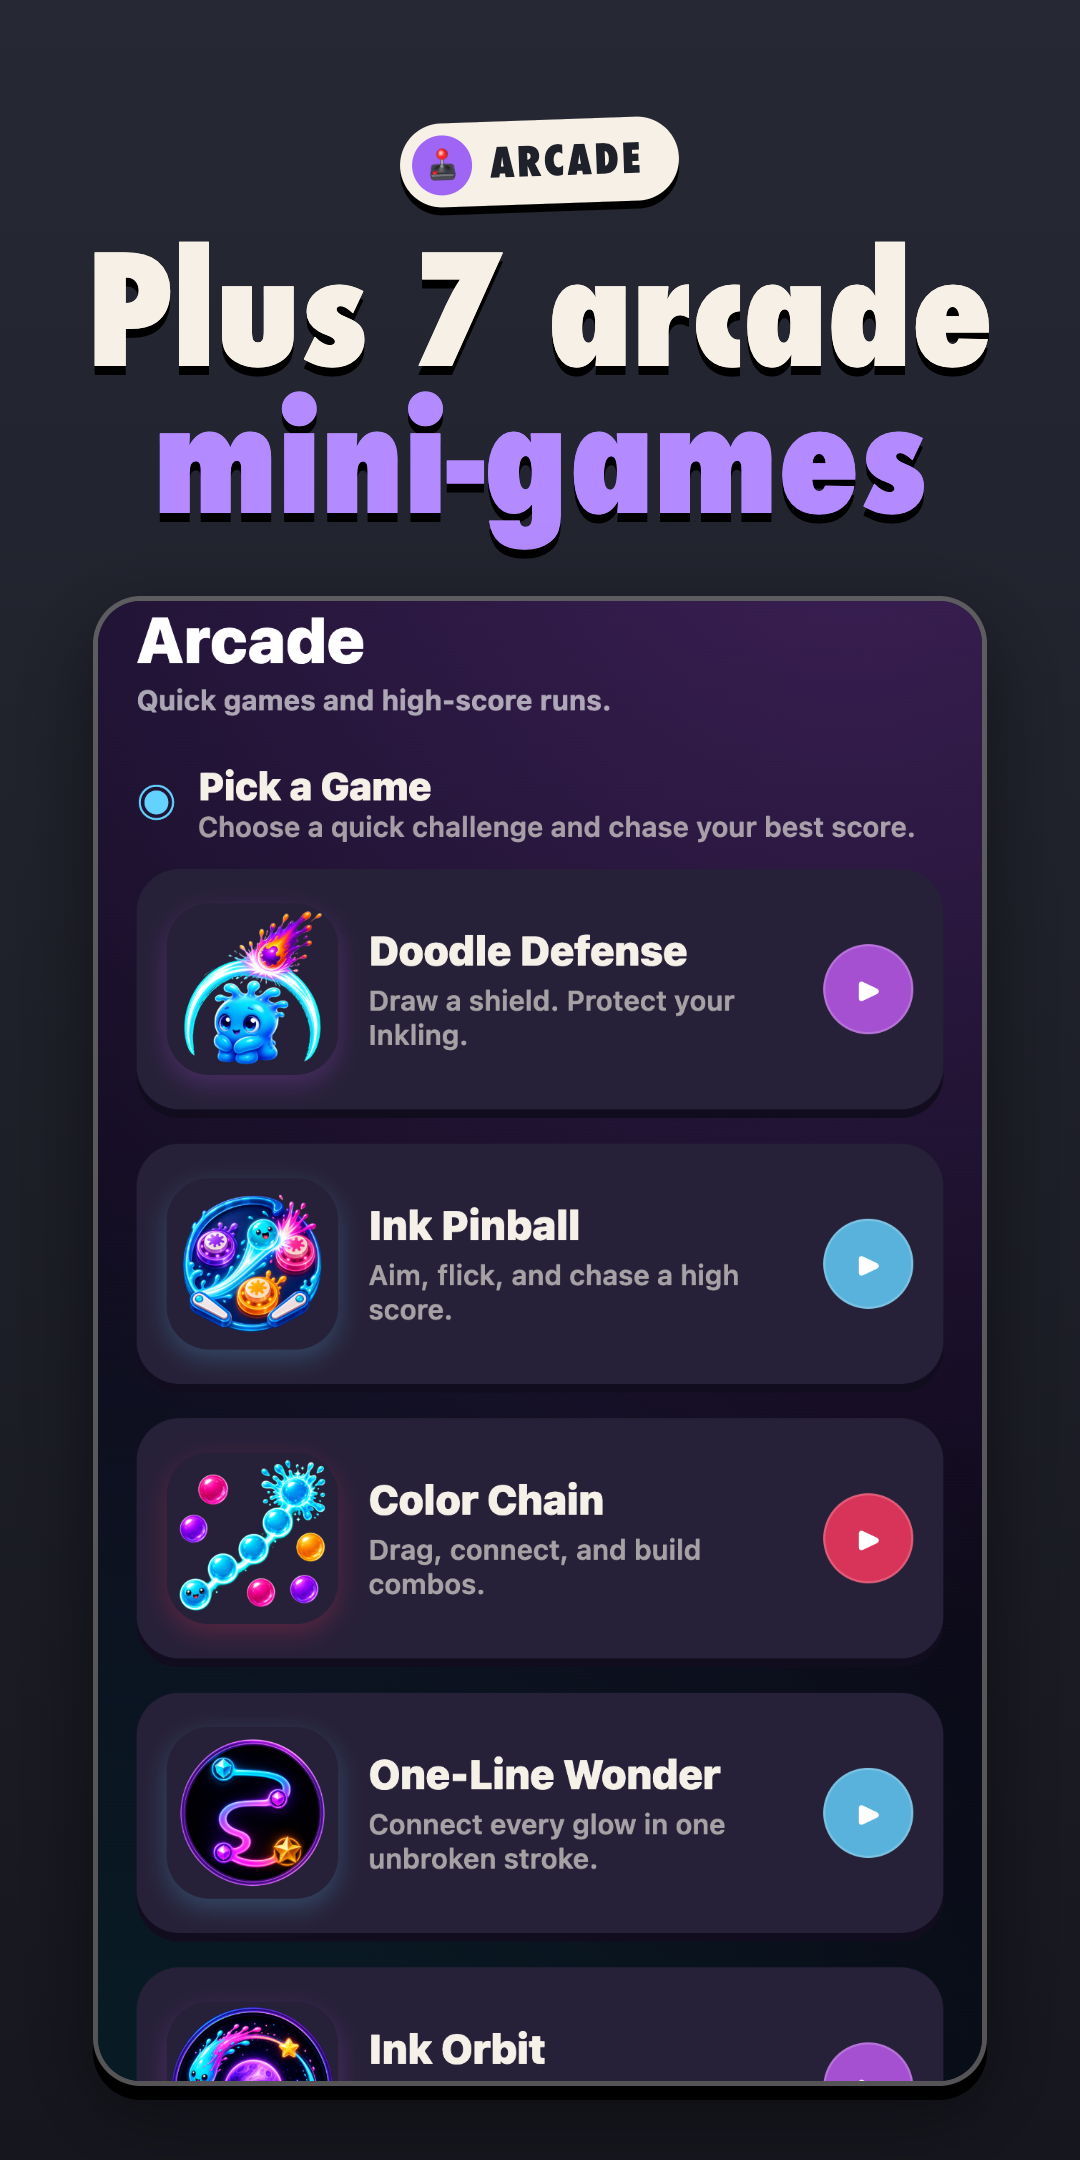 ARCADE
Plus 7 arcade
mini-games
Arcade
Quick games and high-score runs.
Pick a Game
Choose a quick challenge and chase your best score.
Doodle Defense
Draw a shield. Protect your
Inkling.
Ink Pinball
Aim, flick, and chase a high
score.
Color Chain
Drag, connect, and build
combos.
One-Line Wonder
Connect every glow in one
unbroken stroke.
Ink Orbit